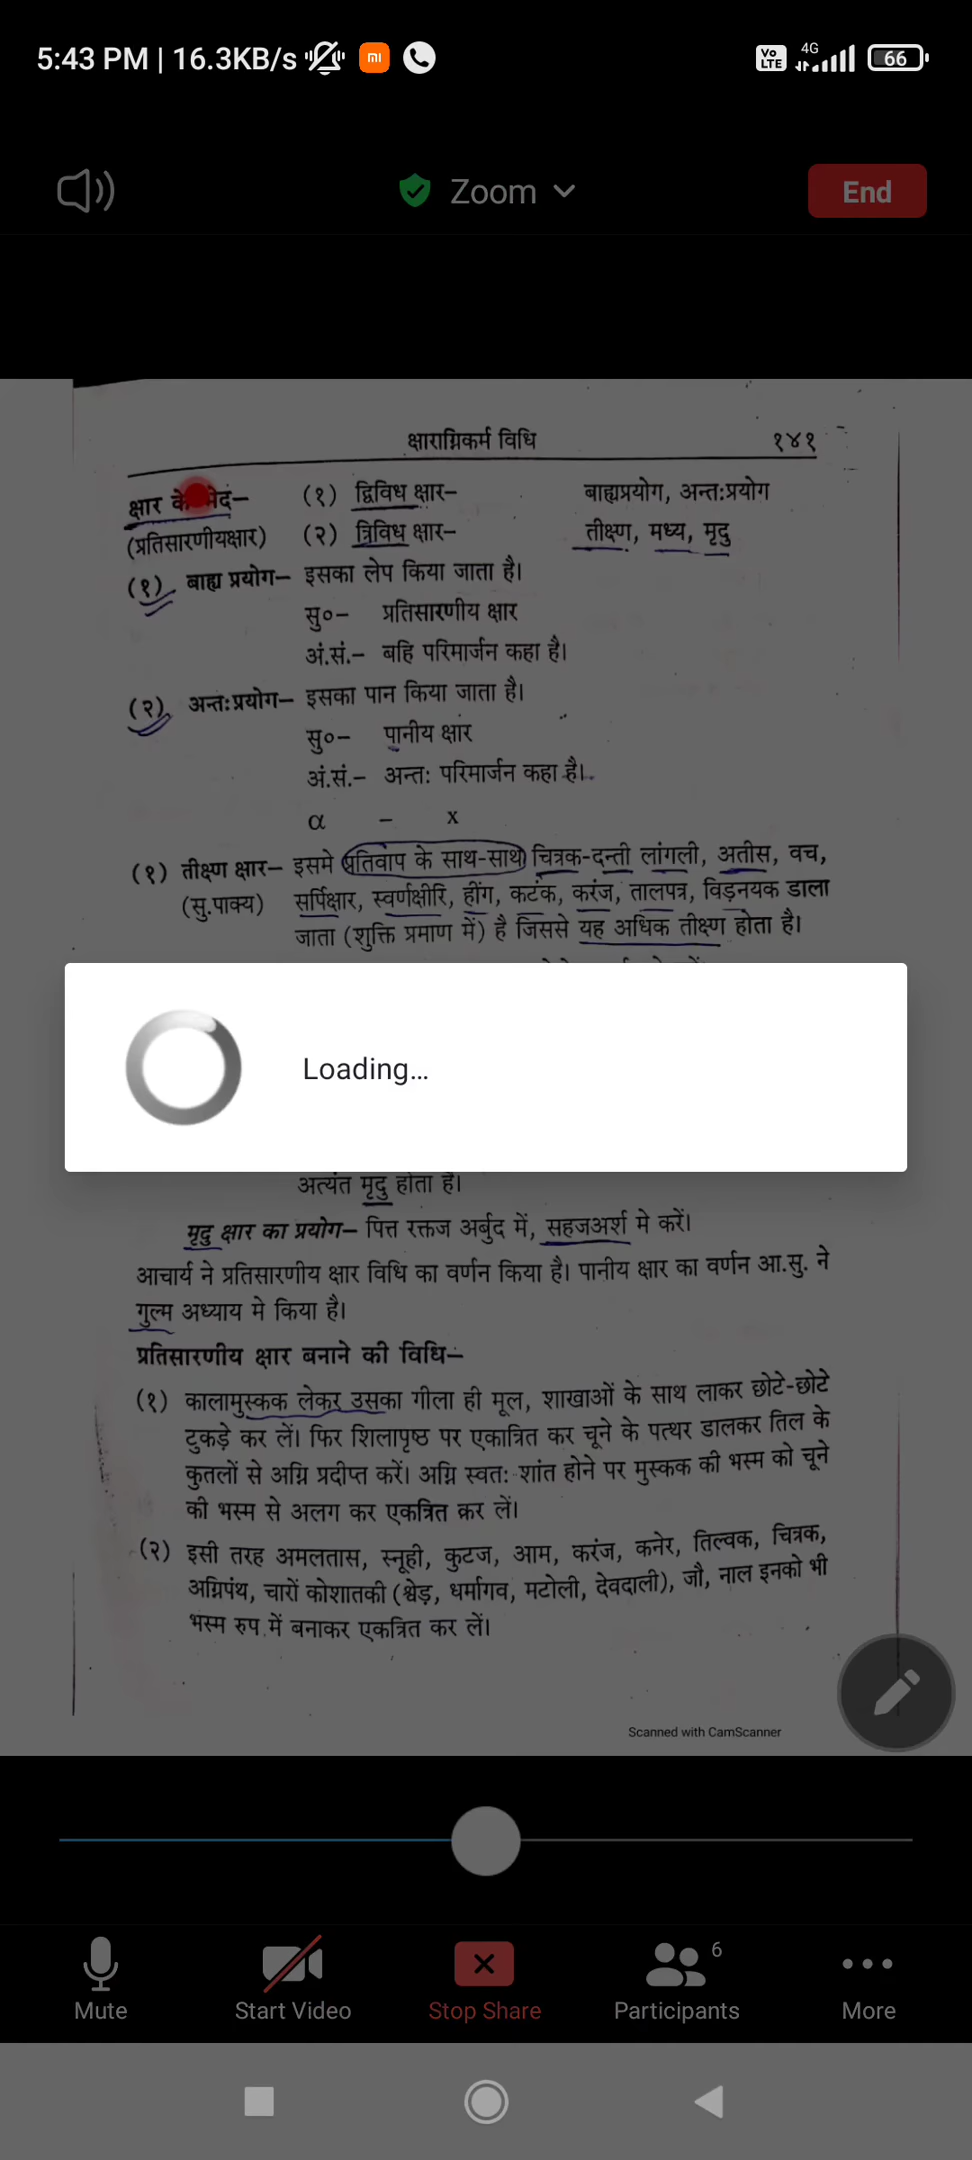 5:43 PM | 16.3KB/s
Vo LTE 4G 66
Zoom
End
क्षाराग्निकर्म विधि १४१
क्षार के भेद– (१) द्विविध क्षार– बाह्यप्रयोग, अन्तःप्रयोग
(प्रतिसारणीयक्षार) (२) त्रिविध क्षार– तीक्ष्ण, मध्य, मृदु
(१) बाह्य प्रयोग– इसका लेप किया जाता है।
सु०– प्रतिसारणीय क्षार
अं.सं.– बहि परिमार्जन कहा है।
(२) अन्तःप्रयोग– इसका पान किया जाता है।
सु०– पानीय क्षार
अं.सं.– अन्तः परिमार्जन कहा है।
α – x
(१) तीक्ष्ण क्षार– इसमे प्रतिवाप के साथ-साथ चित्रक-दन्ती लांगली, अतीस, वच,
(सु.पाक्य) सर्पिक्षार, स्वर्णक्षीरि, हींग, कटंक, करंज, तालपत्र, विड़नयक डाला
जाता (शुक्ति प्रमाण में) है जिससे यह अधिक तीक्ष्ण होता है।
Loading...
अत्यंत मृदु होता है।
मृदु क्षार का प्रयोग– पित्त रक्तज अर्बुद में, सहजअर्श मे करें।
आचार्य ने प्रतिसारणीय क्षार विधि का वर्णन किया है। पानीय क्षार का वर्णन आ.सु. ने
गुल्म अध्याय मे किया है।
प्रतिसारणीय क्षार बनाने की विधि–
(१) कालामुस्कक लेकर उसका गीला ही मूल, शाखाओं के साथ लाकर छोटे-छोटे
टुकड़े कर लें। फिर शिलापृष्ठ पर एकात्रित कर चूने के पत्थर डालकर तिल के
कुतलों से अग्नि प्रदीप्त करें। अग्नि स्वतः शांत होने पर मुस्कक की भस्म को चूने
की भस्म से अलग कर एकत्रित कर लें।
(२) इसी तरह अमलतास, स्नूही, कुटज, आम, करंज, कनेर, तिल्वक, चित्रक,
अग्निपंथ, चारों कोशातकी (श्वेड़, धर्मागव, मटोली, देवदाली), जौ, नाल इनको भी
भस्म रुप में बनाकर एकत्रित कर लें।
Scanned with CamScanner
Mute Start Video Stop Share Participants 6 More